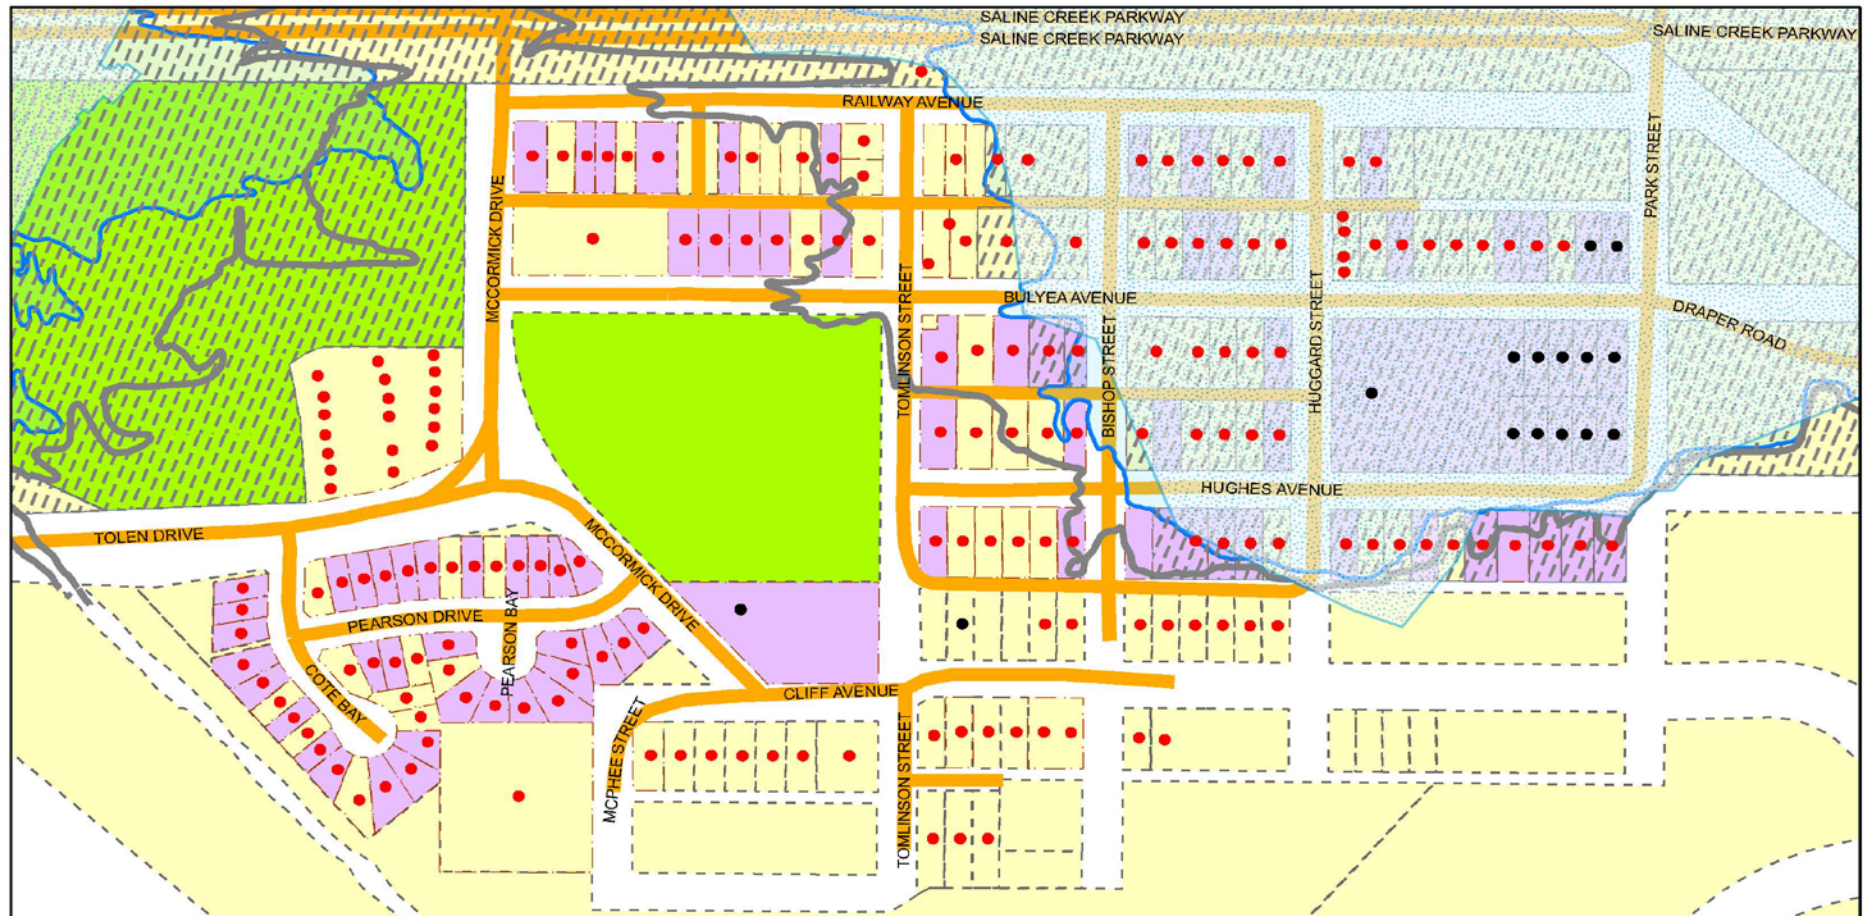 SALINE CREEK PARKWAY
SALINE CREEK PARKWAY
SALINE CREEK PARKWAY
RAILWAY AVENUE
PARK STREET
MCCORMICK DRIVE
TOMLINSON STREET
BULYEA AVENUE
HUGGARD STREET
DRAPER ROAD
BISHOP STREET
HUGHES AVENUE
TOLEN DRIVE
MCCORMICK DRIVE
PEARSON DRIVE
PEARSON BAY
COTE BAY
CLIFF AVENUE
MCPHEE STREET
TOMLINSON STREET